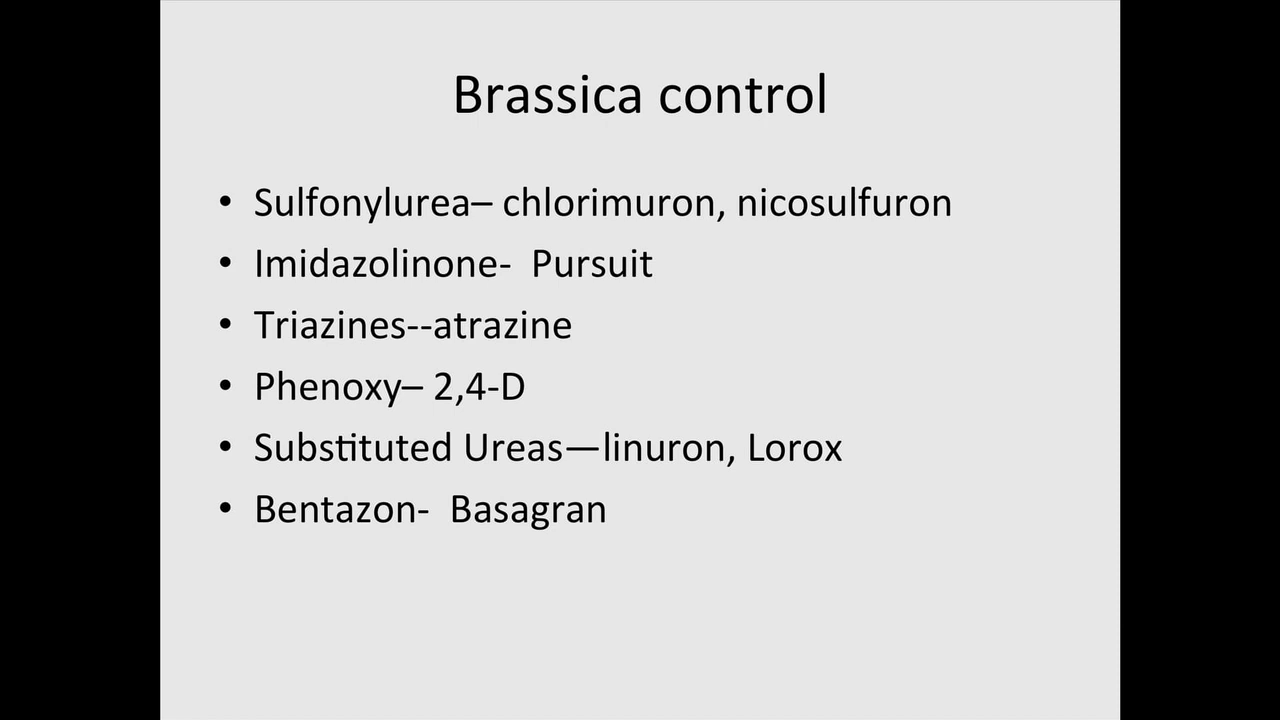 Brassica control
• Sulfonylurea– chlorimuron, nicosulfuron
• Imidazolinone-  Pursuit
• Triazines--atrazine
• Phenoxy– 2,4-D
• Substituted Ureas—linuron, Lorox
• Bentazon-  Basagran